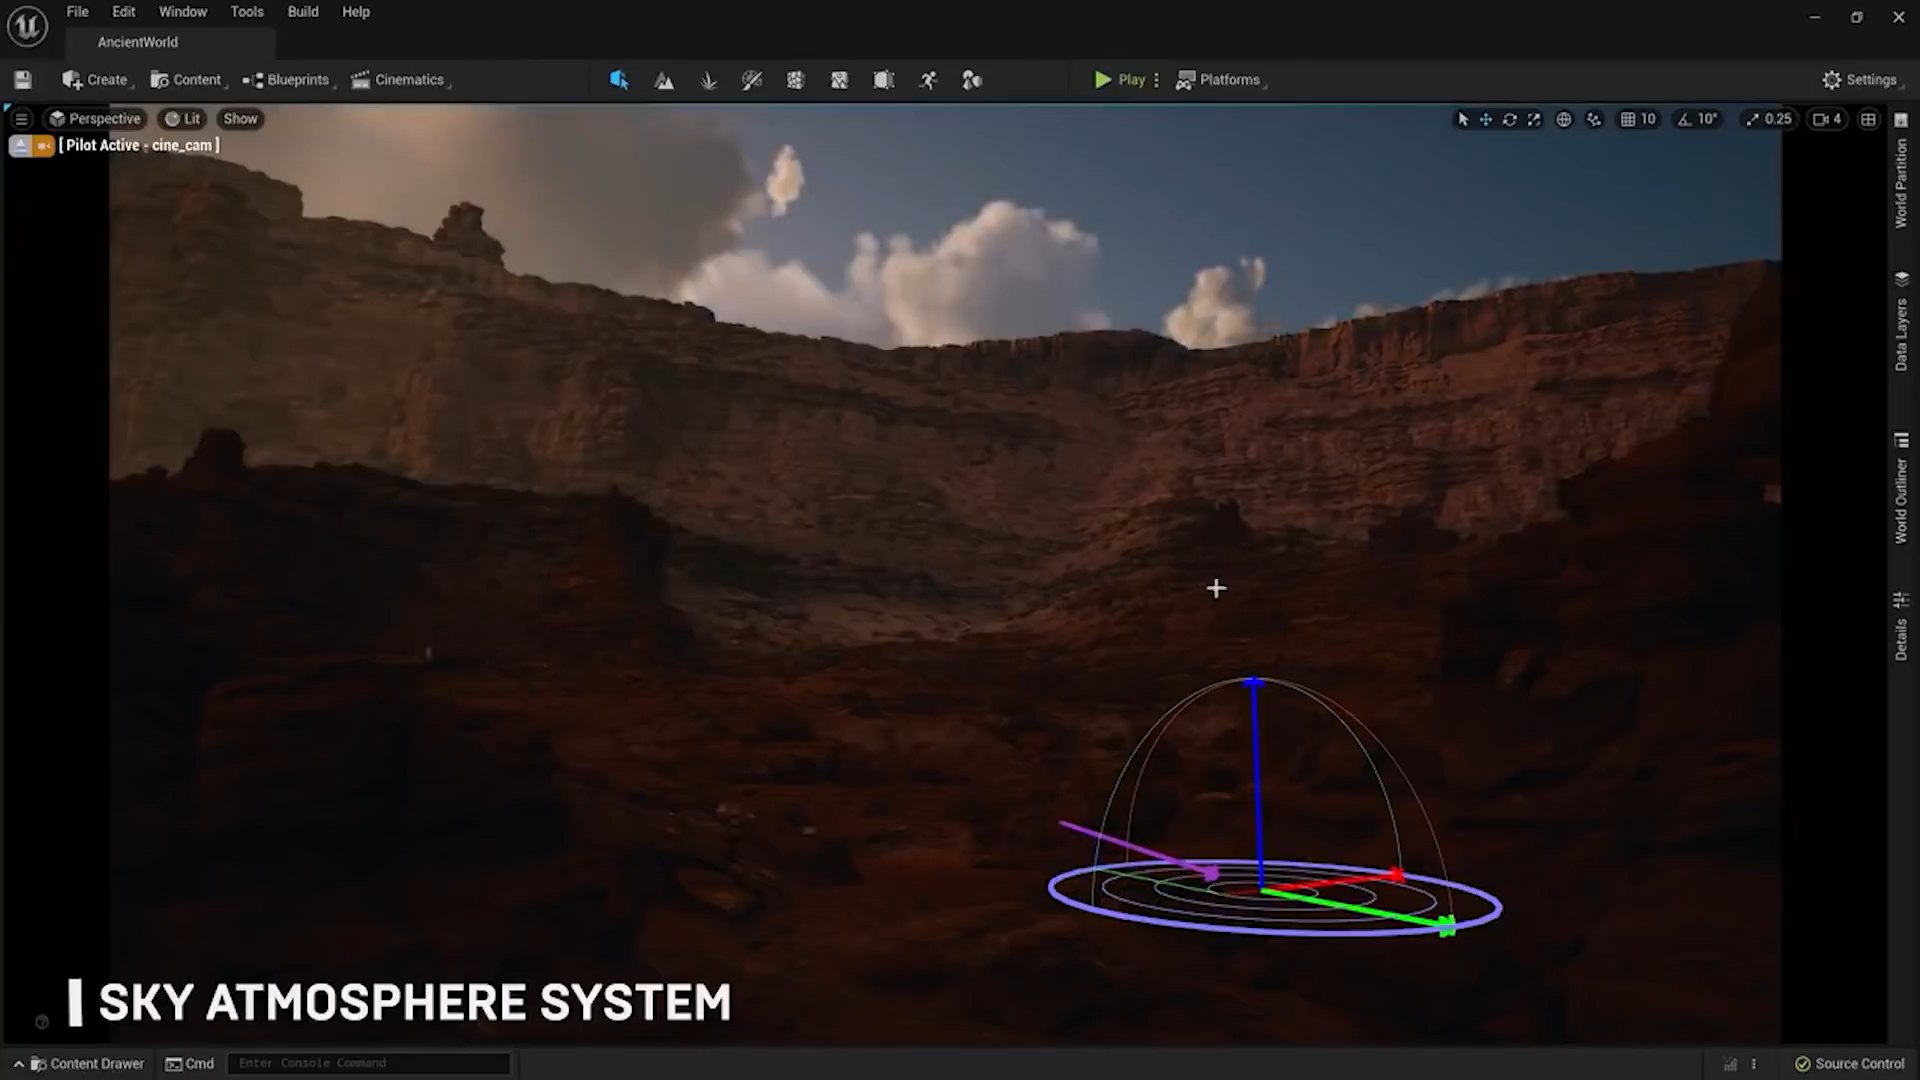 File Edit Window Tools Build Help
AncientWorld
Create Content Blueprints Cinematics Play Platforms Settings
Perspective Lit Show 10 10° 0.25 4
[ Pilot Active - cine_cam ]
World Partition
Data Layers
World Outliner
Details
SKY ATMOSPHERE SYSTEM
Content Drawer Cmd Enter Console Command Source Control